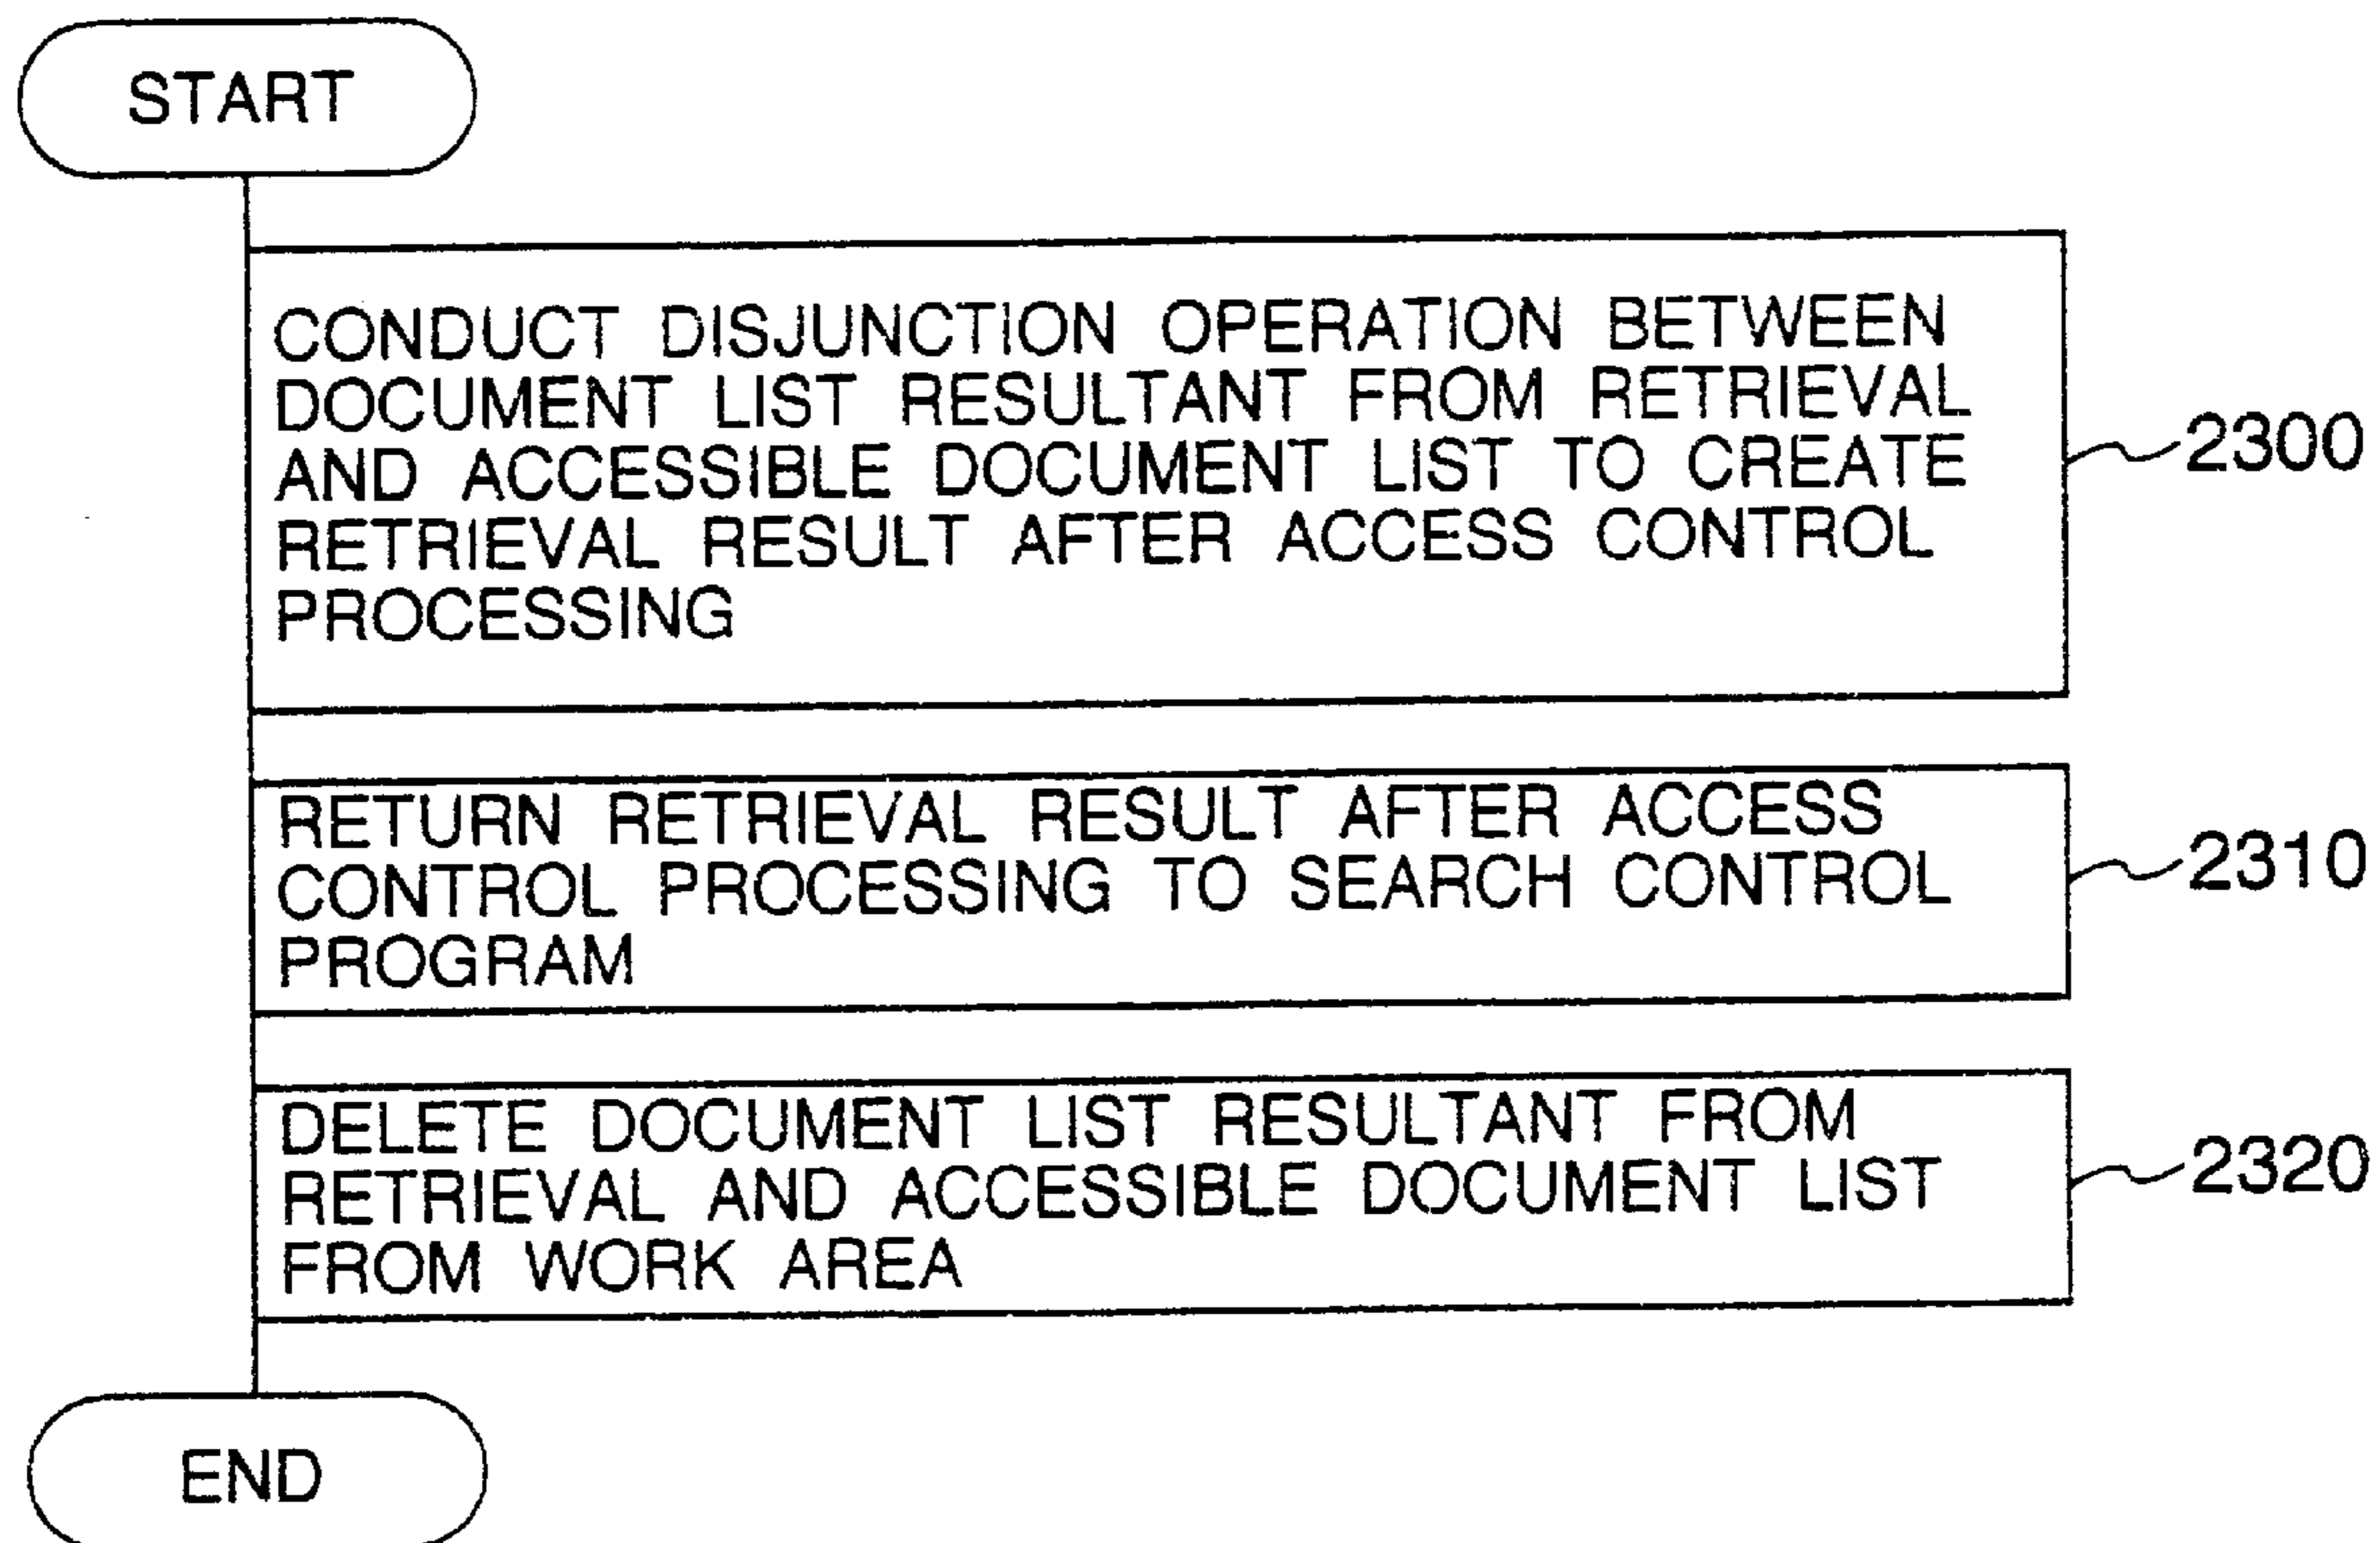 START
CONDUCT DISJUNCTION OPERATION BETWEEN
DOCUMENT LIST RESULTANT FROM RETRIEVAL
AND ACCESSIBLE DOCUMENT LIST TO CREATE
RETRIEVAL RESULT AFTER ACCESS CONTROL
PROCESSING
2300
RETURN RETRIEVAL RESULT AFTER ACCESS
CONTROL PROCESSING TO SEARCH CONTROL
PROGRAM
2310
DELETE DOCUMENT LIST RESULTANT FROM
RETRIEVAL AND ACCESSIBLE DOCUMENT LIST
FROM WORK AREA
2320
END